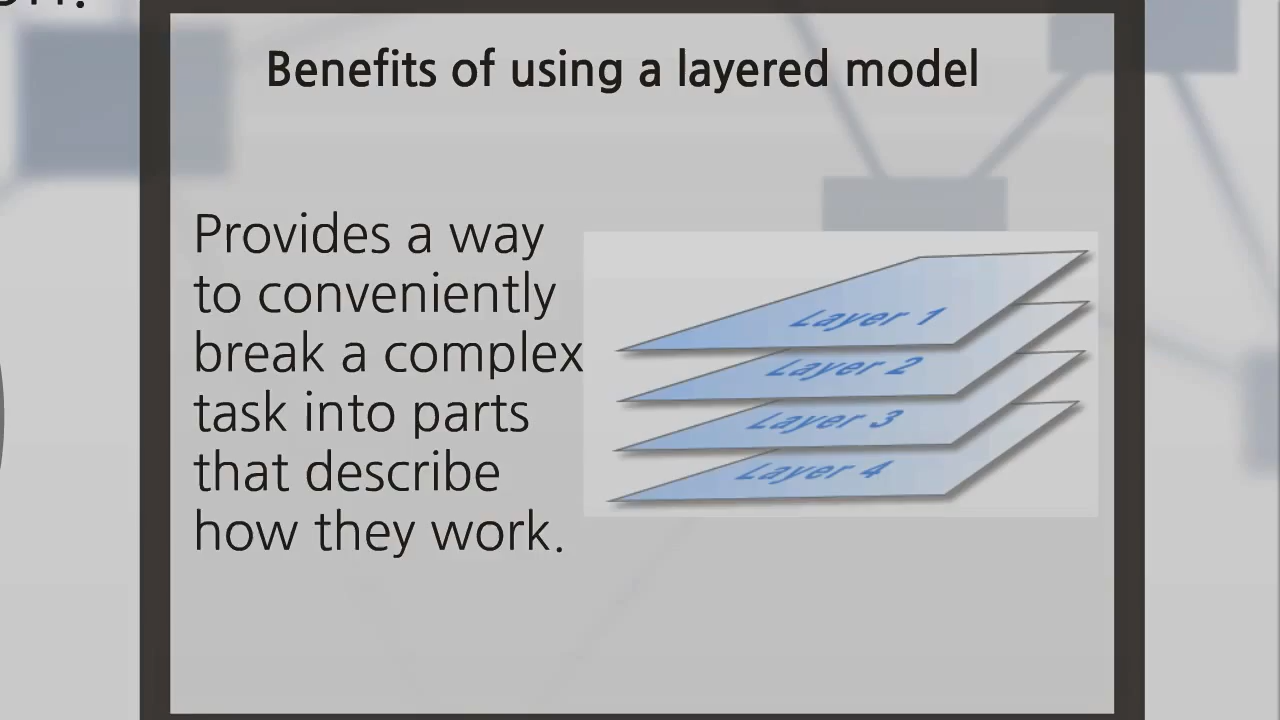 Benefits of using a layered model
Provides a way
to conveniently
break a complex
task into parts
that describe
how they work.
Layer 1
Layer 2
Layer 3
Layer 4